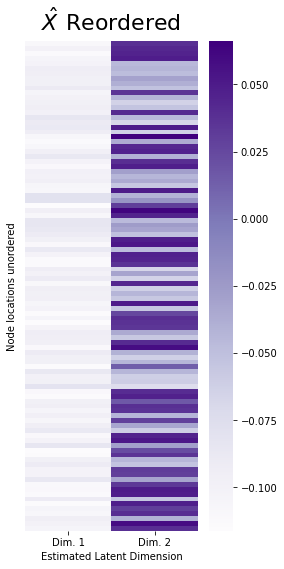 X̂ Reordered
0.050
0.025
0.000
−0.025
−0.050
−0.075
−0.100
Node locations unordered
Dim. 1 Dim. 2
Estimated Latent Dimension